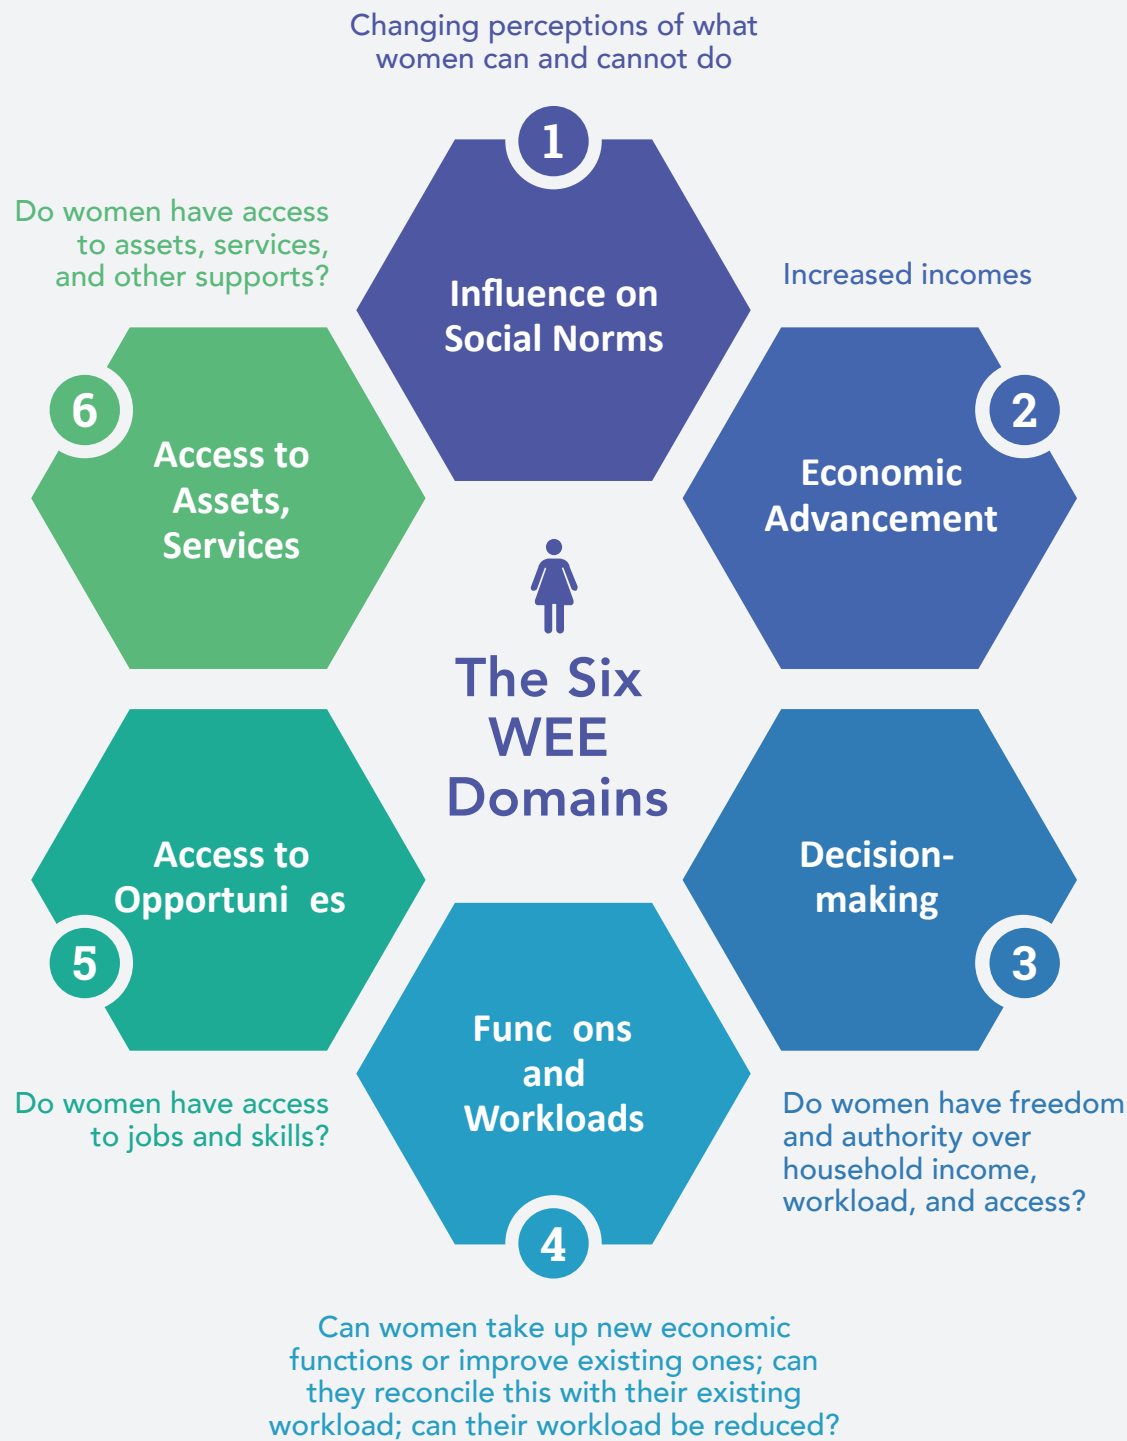 Changing perceptions of what
women can and cannot do
1
Influence on
Social Norms
Increased incomes
2
Economic
Advancement
3
Decision-
making
Do women have freedom
and authority over
household income,
workload, and access?
4
Func ons
and
Workloads
Can women take up new economic
functions or improve existing ones; can
they reconcile this with their existing
workload; can their workload be reduced?
5
Access to
Opportuni es
Do women have access
to jobs and skills?
6
Access to
Assets,
Services
Do women have access
to assets, services,
and other supports?
The Six
WEE
Domains